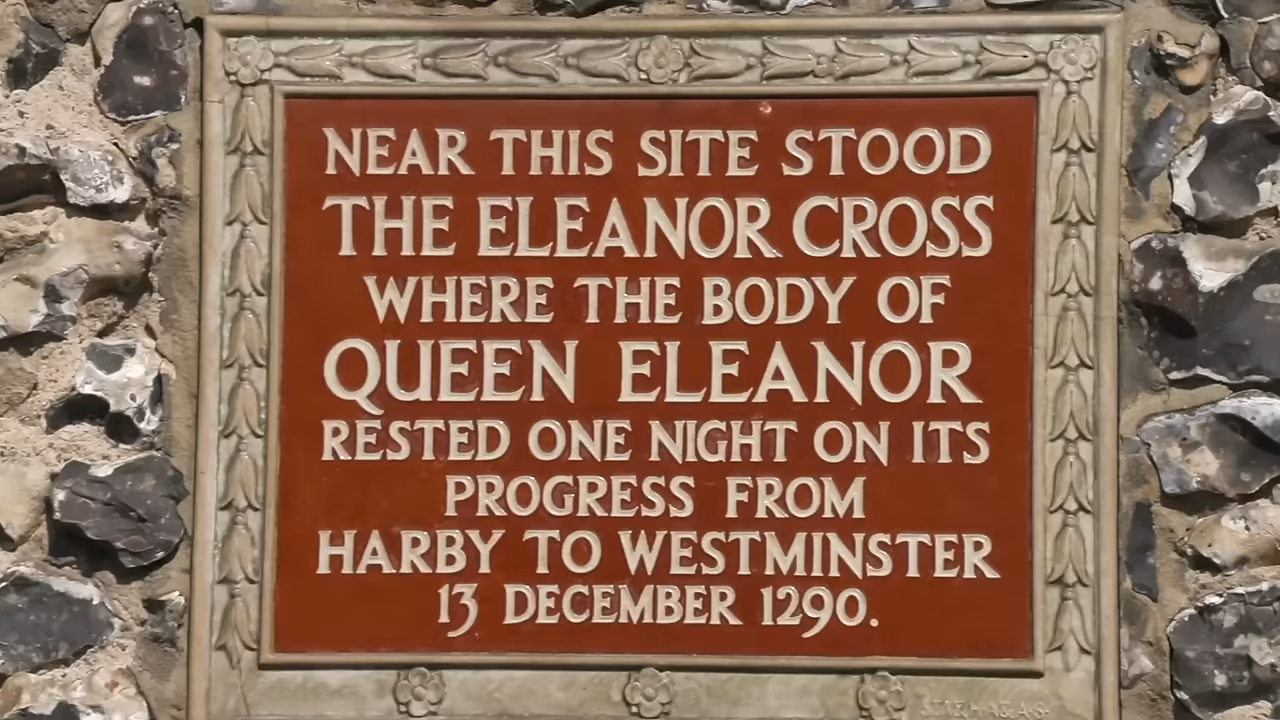 NEAR THIS SITE STOOD
THE ELEANOR CROSS
WHERE THE BODY OF
QUEEN ELEANOR
RESTED ONE NIGHT ON ITS
PROGRESS FROM
HARBY TO WESTMINSTER
13 DECEMBER 1290.